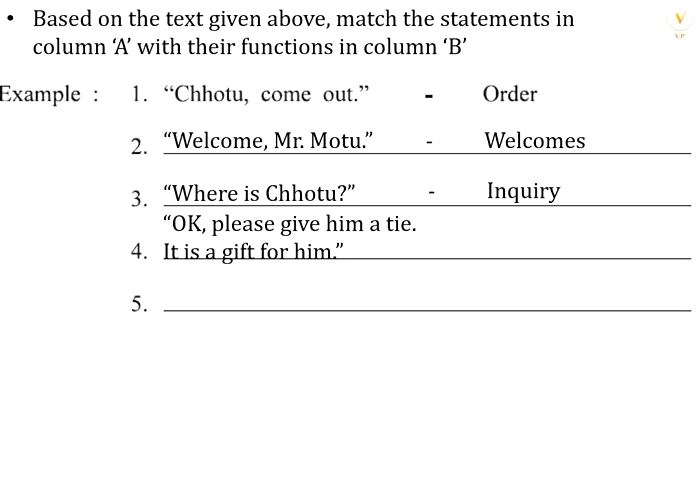 • Based on the text given above, match the statements in
column ‘A’ with their functions in column ‘B’
V.P
Example : 1. “Chhotu, come out.” - Order
2. “Welcome, Mr. Motu.” - Welcomes
3. “Where is Chhotu?” - Inquiry
“OK, please give him a tie.
4. It is a gift for him.”
5.